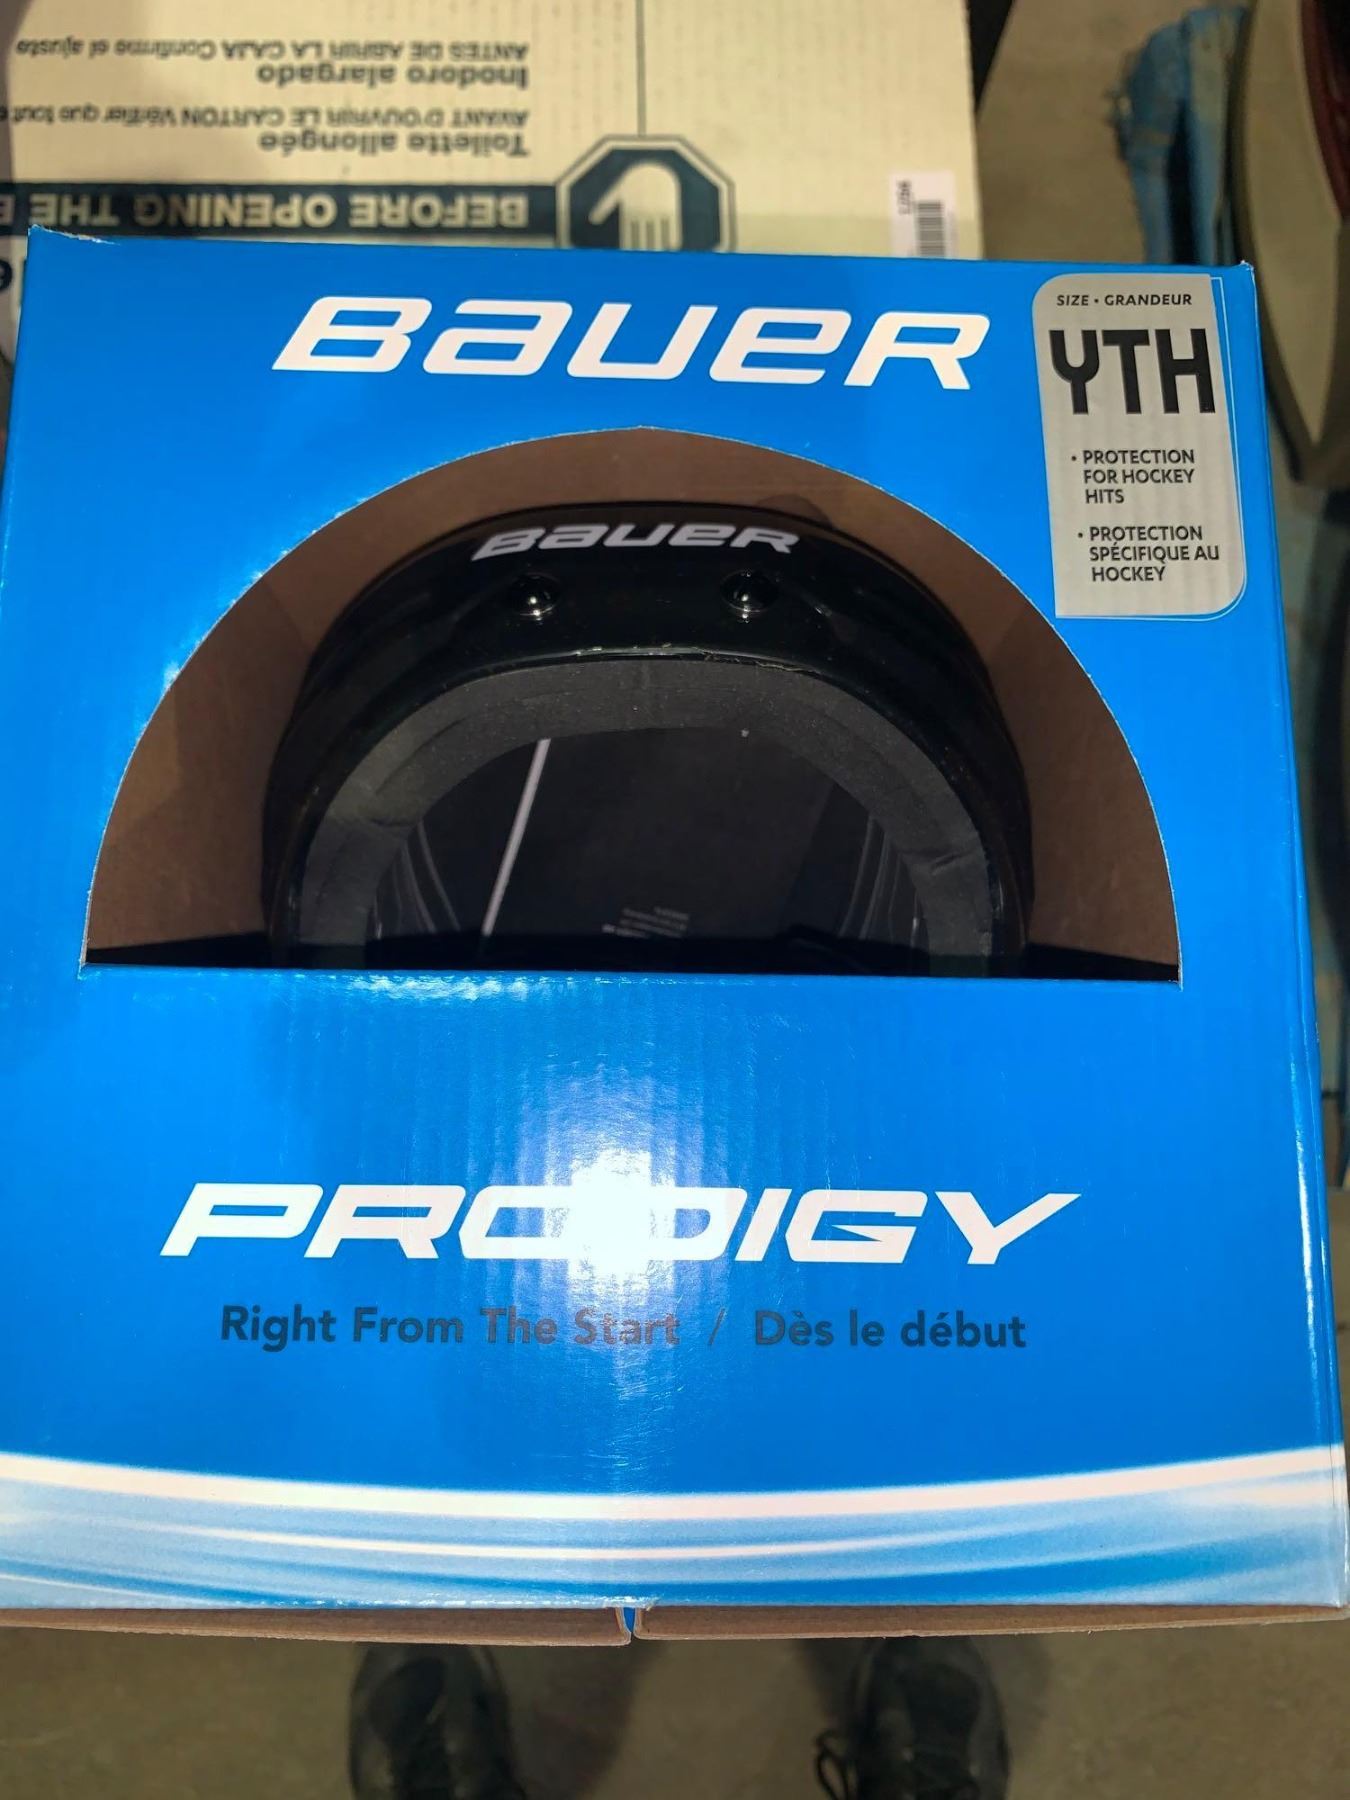 ANTES DE ABRIR LA CAJA Confirme el ajuste
Inodoro alargado
AVANT D'OUVRIR LE CARTON Vérifier que tout
Toilette allongée
BEFORE OPENING THE
BAUER
SIZE • GRANDEUR
YTH
• PROTECTION
FOR HOCKEY
HITS
• PROTECTION
SPÉCIFIQUE AU
HOCKEY
BAUER
PRODIGY
Right From The Start / Dès le début